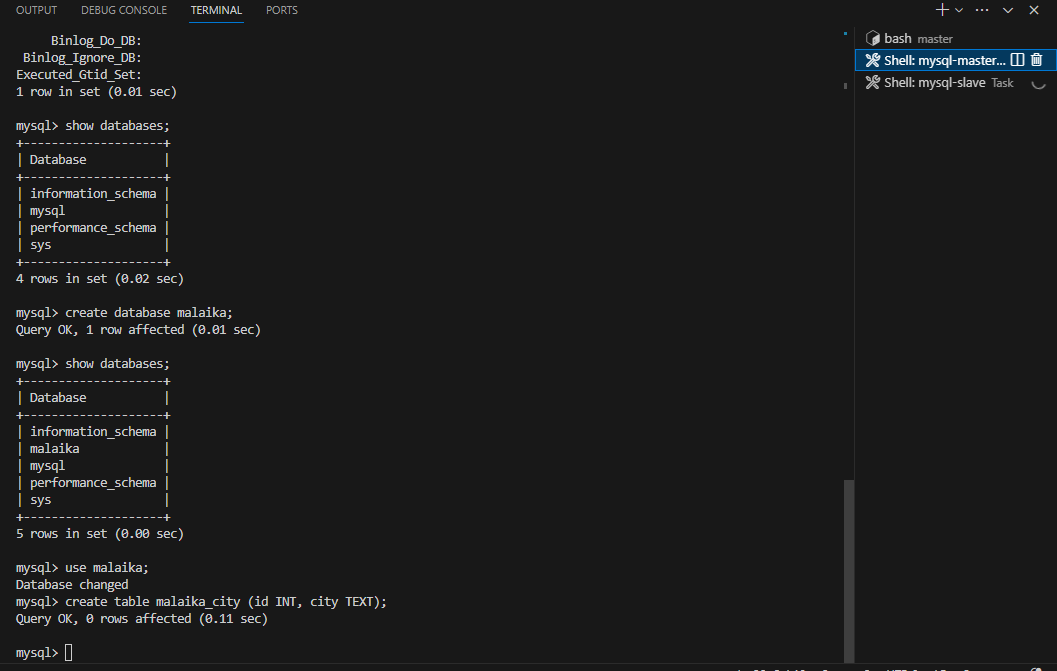 OUTPUT DEBUG CONSOLE TERMINAL PORTS
Binlog_Do_DB:
Binlog_Ignore_DB:
Executed_Gtid_Set:
1 row in set (0.01 sec)
mysql> show databases;
+--------------------+
| Database           |
+--------------------+
| information_schema |
| mysql              |
| performance_schema |
| sys                |
+--------------------+
4 rows in set (0.02 sec)
mysql> create database malaika;
Query OK, 1 row affected (0.01 sec)
mysql> show databases;
+--------------------+
| Database           |
+--------------------+
| information_schema |
| malaika            |
| mysql              |
| performance_schema |
| sys                |
+--------------------+
5 rows in set (0.00 sec)
mysql> use malaika;
Database changed
mysql> create table malaika_city (id INT, city TEXT);
Query OK, 0 rows affected (0.11 sec)
mysql>
bash master
Shell: mysql-master...
Shell: mysql-slave Task